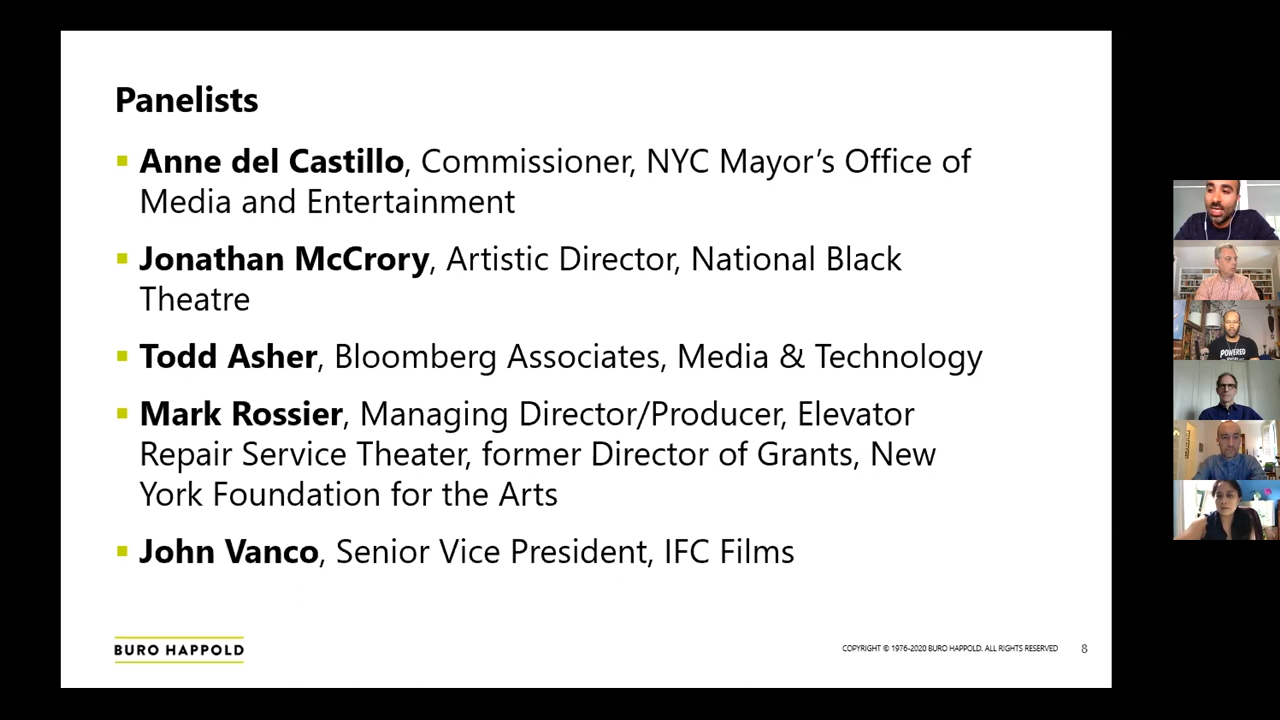 Panelists
Anne del Castillo, Commissioner, NYC Mayor’s Office of
Media and Entertainment
Jonathan McCrory, Artistic Director, National Black
Theatre
Todd Asher, Bloomberg Associates, Media & Technology
Mark Rossier, Managing Director/Producer, Elevator
Repair Service Theater, former Director of Grants, New
York Foundation for the Arts
John Vanco, Senior Vice President, IFC Films
BURO HAPPOLD
COPYRIGHT © 1976-2020 BURO HAPPOLD. ALL RIGHTS RESERVED
8
POWERED